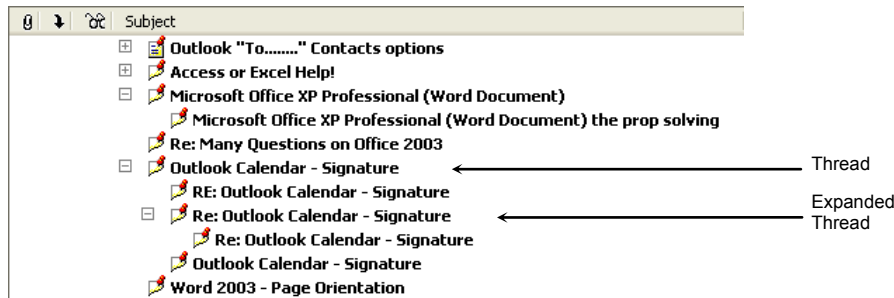 Subject
Outlook "To........" Contacts options
Access or Excel Help!
Microsoft Office XP Professional (Word Document)
Microsoft Office XP Professional (Word Document) the prop solving
Re: Many Questions on Office 2003
Outlook Calendar - Signature
Thread
RE: Outlook Calendar - Signature
Re: Outlook Calendar - Signature
Expanded
Thread
Re: Outlook Calendar - Signature
Outlook Calendar - Signature
Word 2003 - Page Orientation